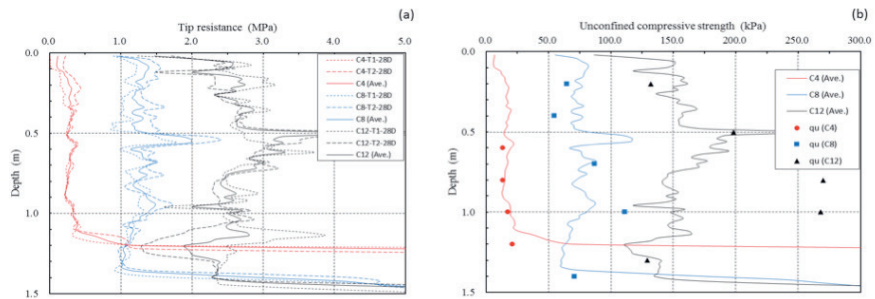 Tip resistance (MPa)
(a)
0.0 1.0 2.0 3.0 4.0 5.0
0.0
0.5
1.0
1.5
Depth (m)
C4-T1-28D
C4-T2-28D
C4 (Ave.)
C8-T1-28D
C8-T2-28D
C8 (Ave.)
C12-T1-28D
C12-T2-28D
C12 (Ave.)
Unconfined compressive strength (kPa)
(b)
0.0 50.0 100.0 150.0 200.0 250.0 300.0
0.0
0.5
1.0
1.5
Depth (m)
C4 (Ave.)
C8 (Ave.)
C12 (Ave.)
qu (C4)
qu (C8)
qu (C12)